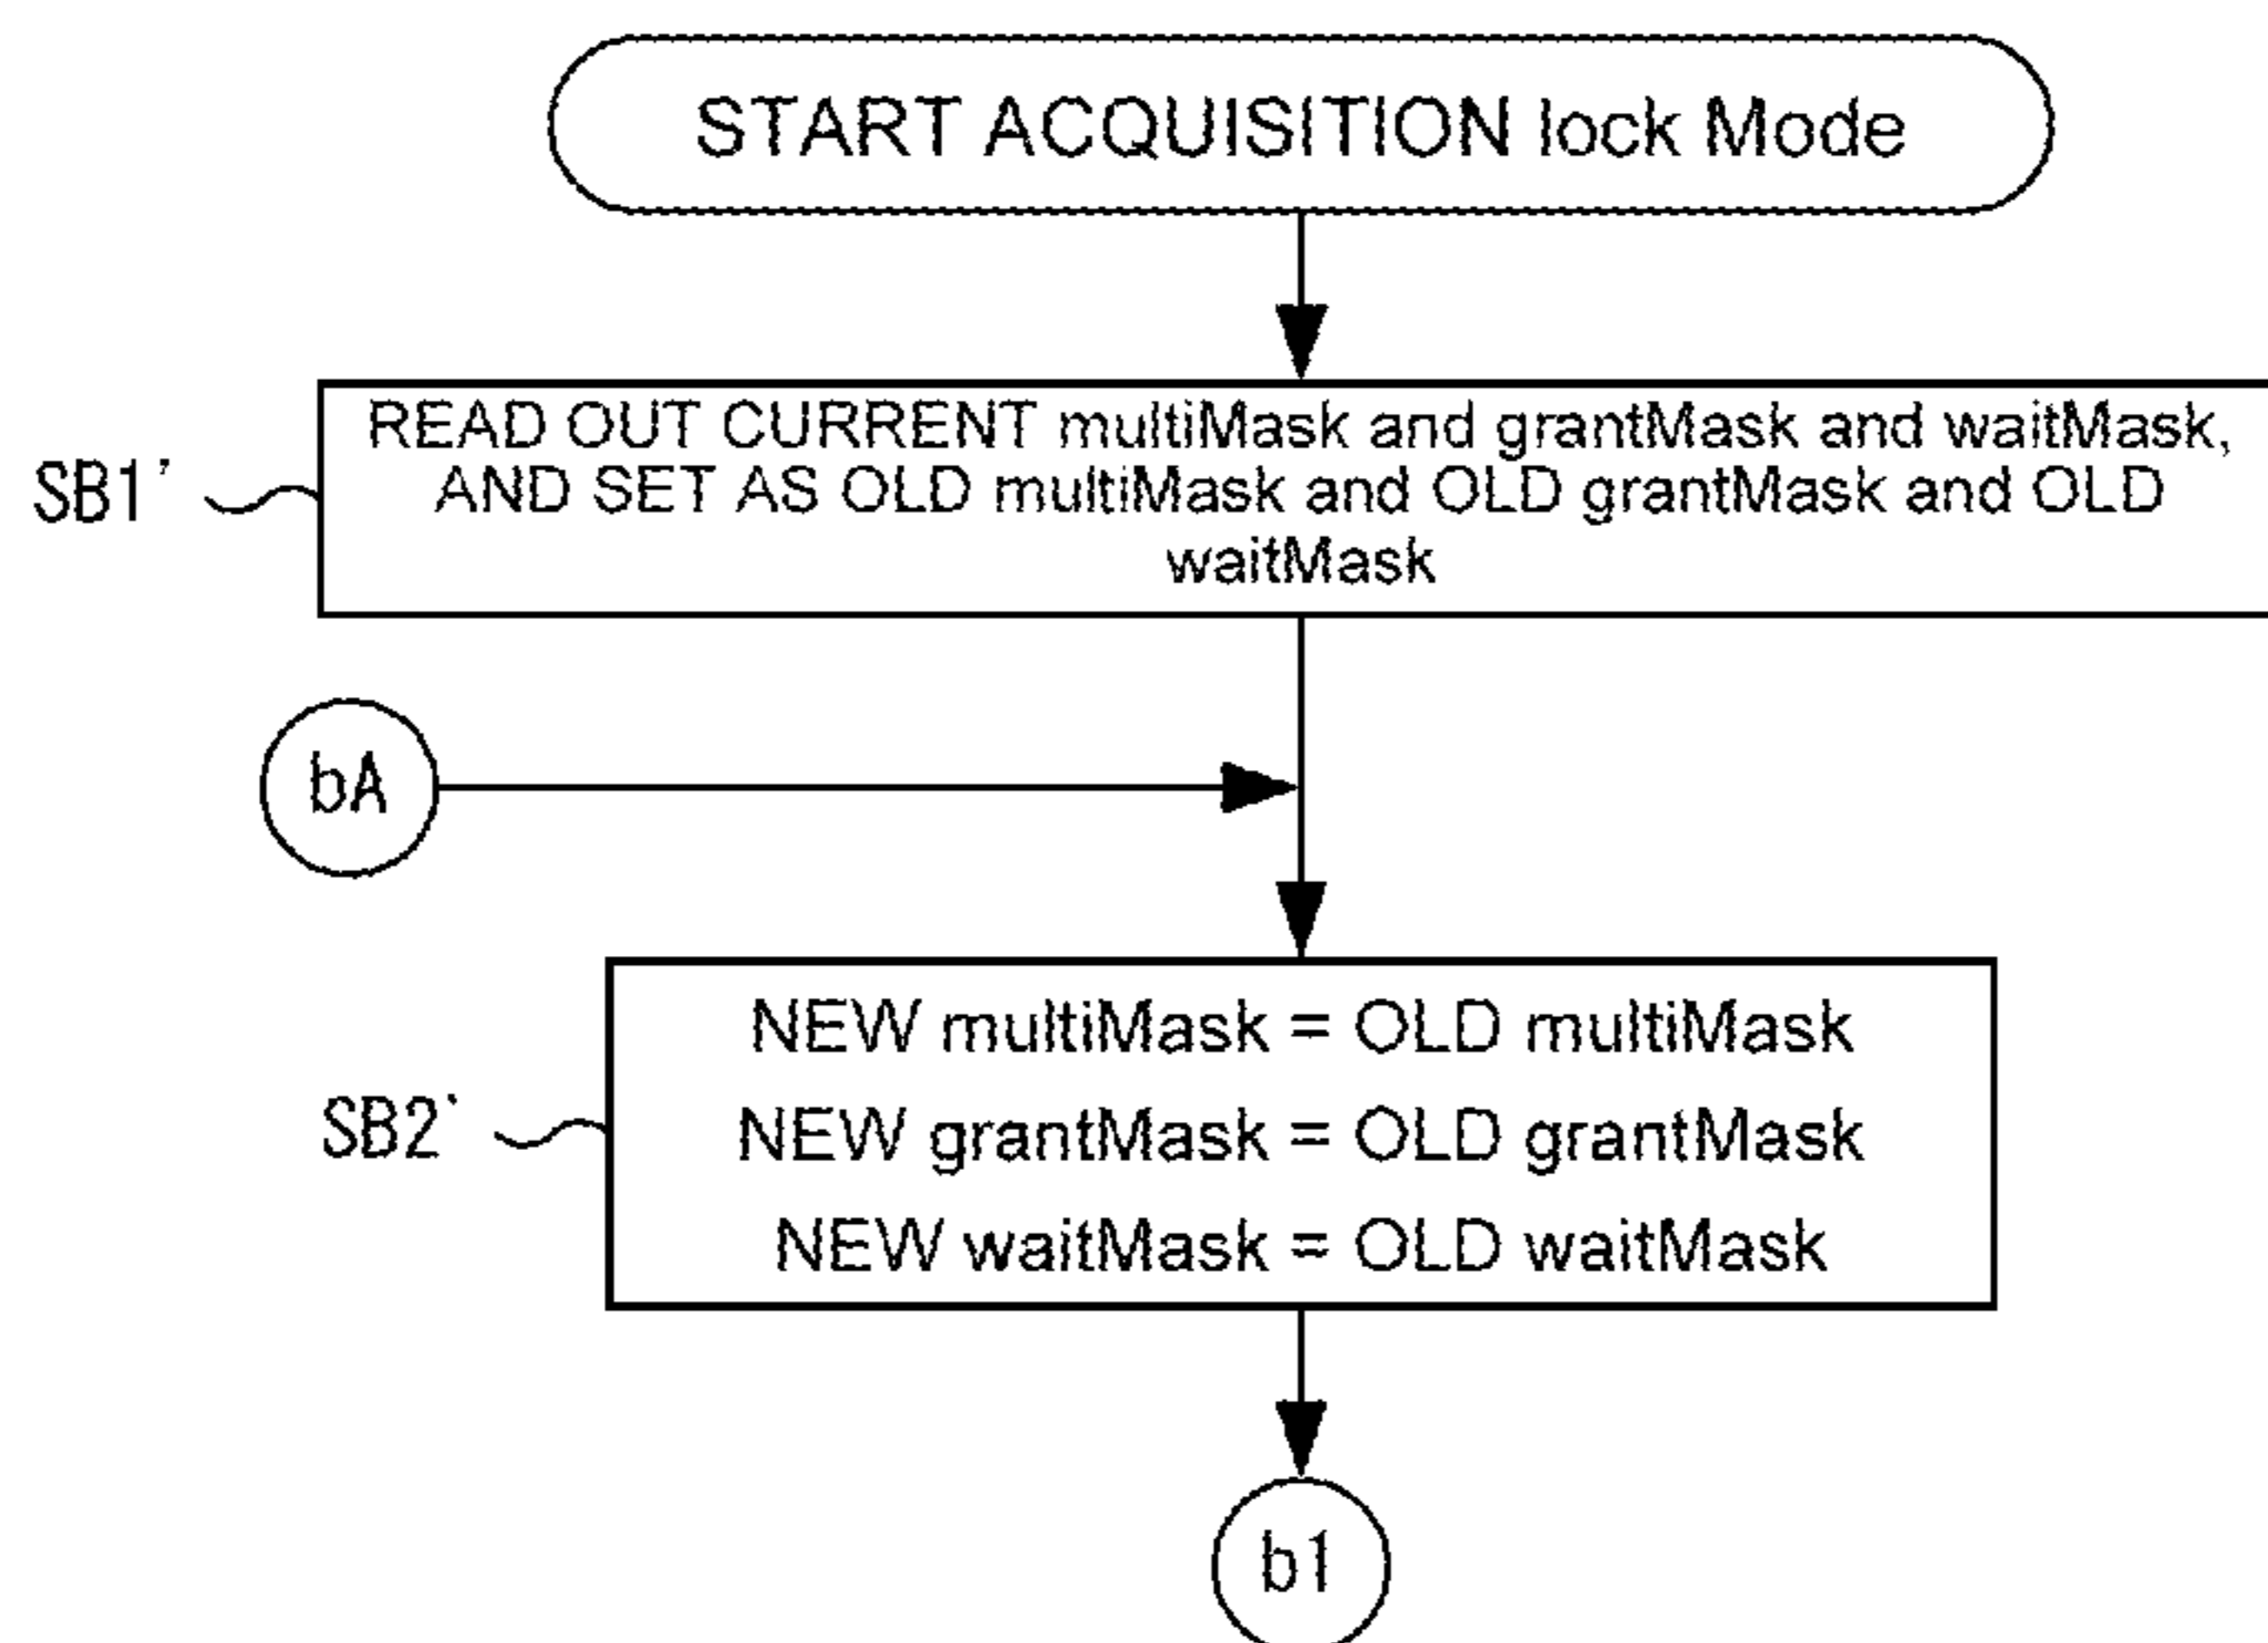 START ACQUISITION lock Mode
READ OUT CURRENT multiMask and grantMask and waitMask,
AND SET AS OLD multiMask and OLD grantMask and OLD
waitMask
SB1'
bA
NEW multiMask = OLD multiMask
SB2'
NEW grantMask = OLD grantMask
NEW waitMask = OLD waitMask
b1